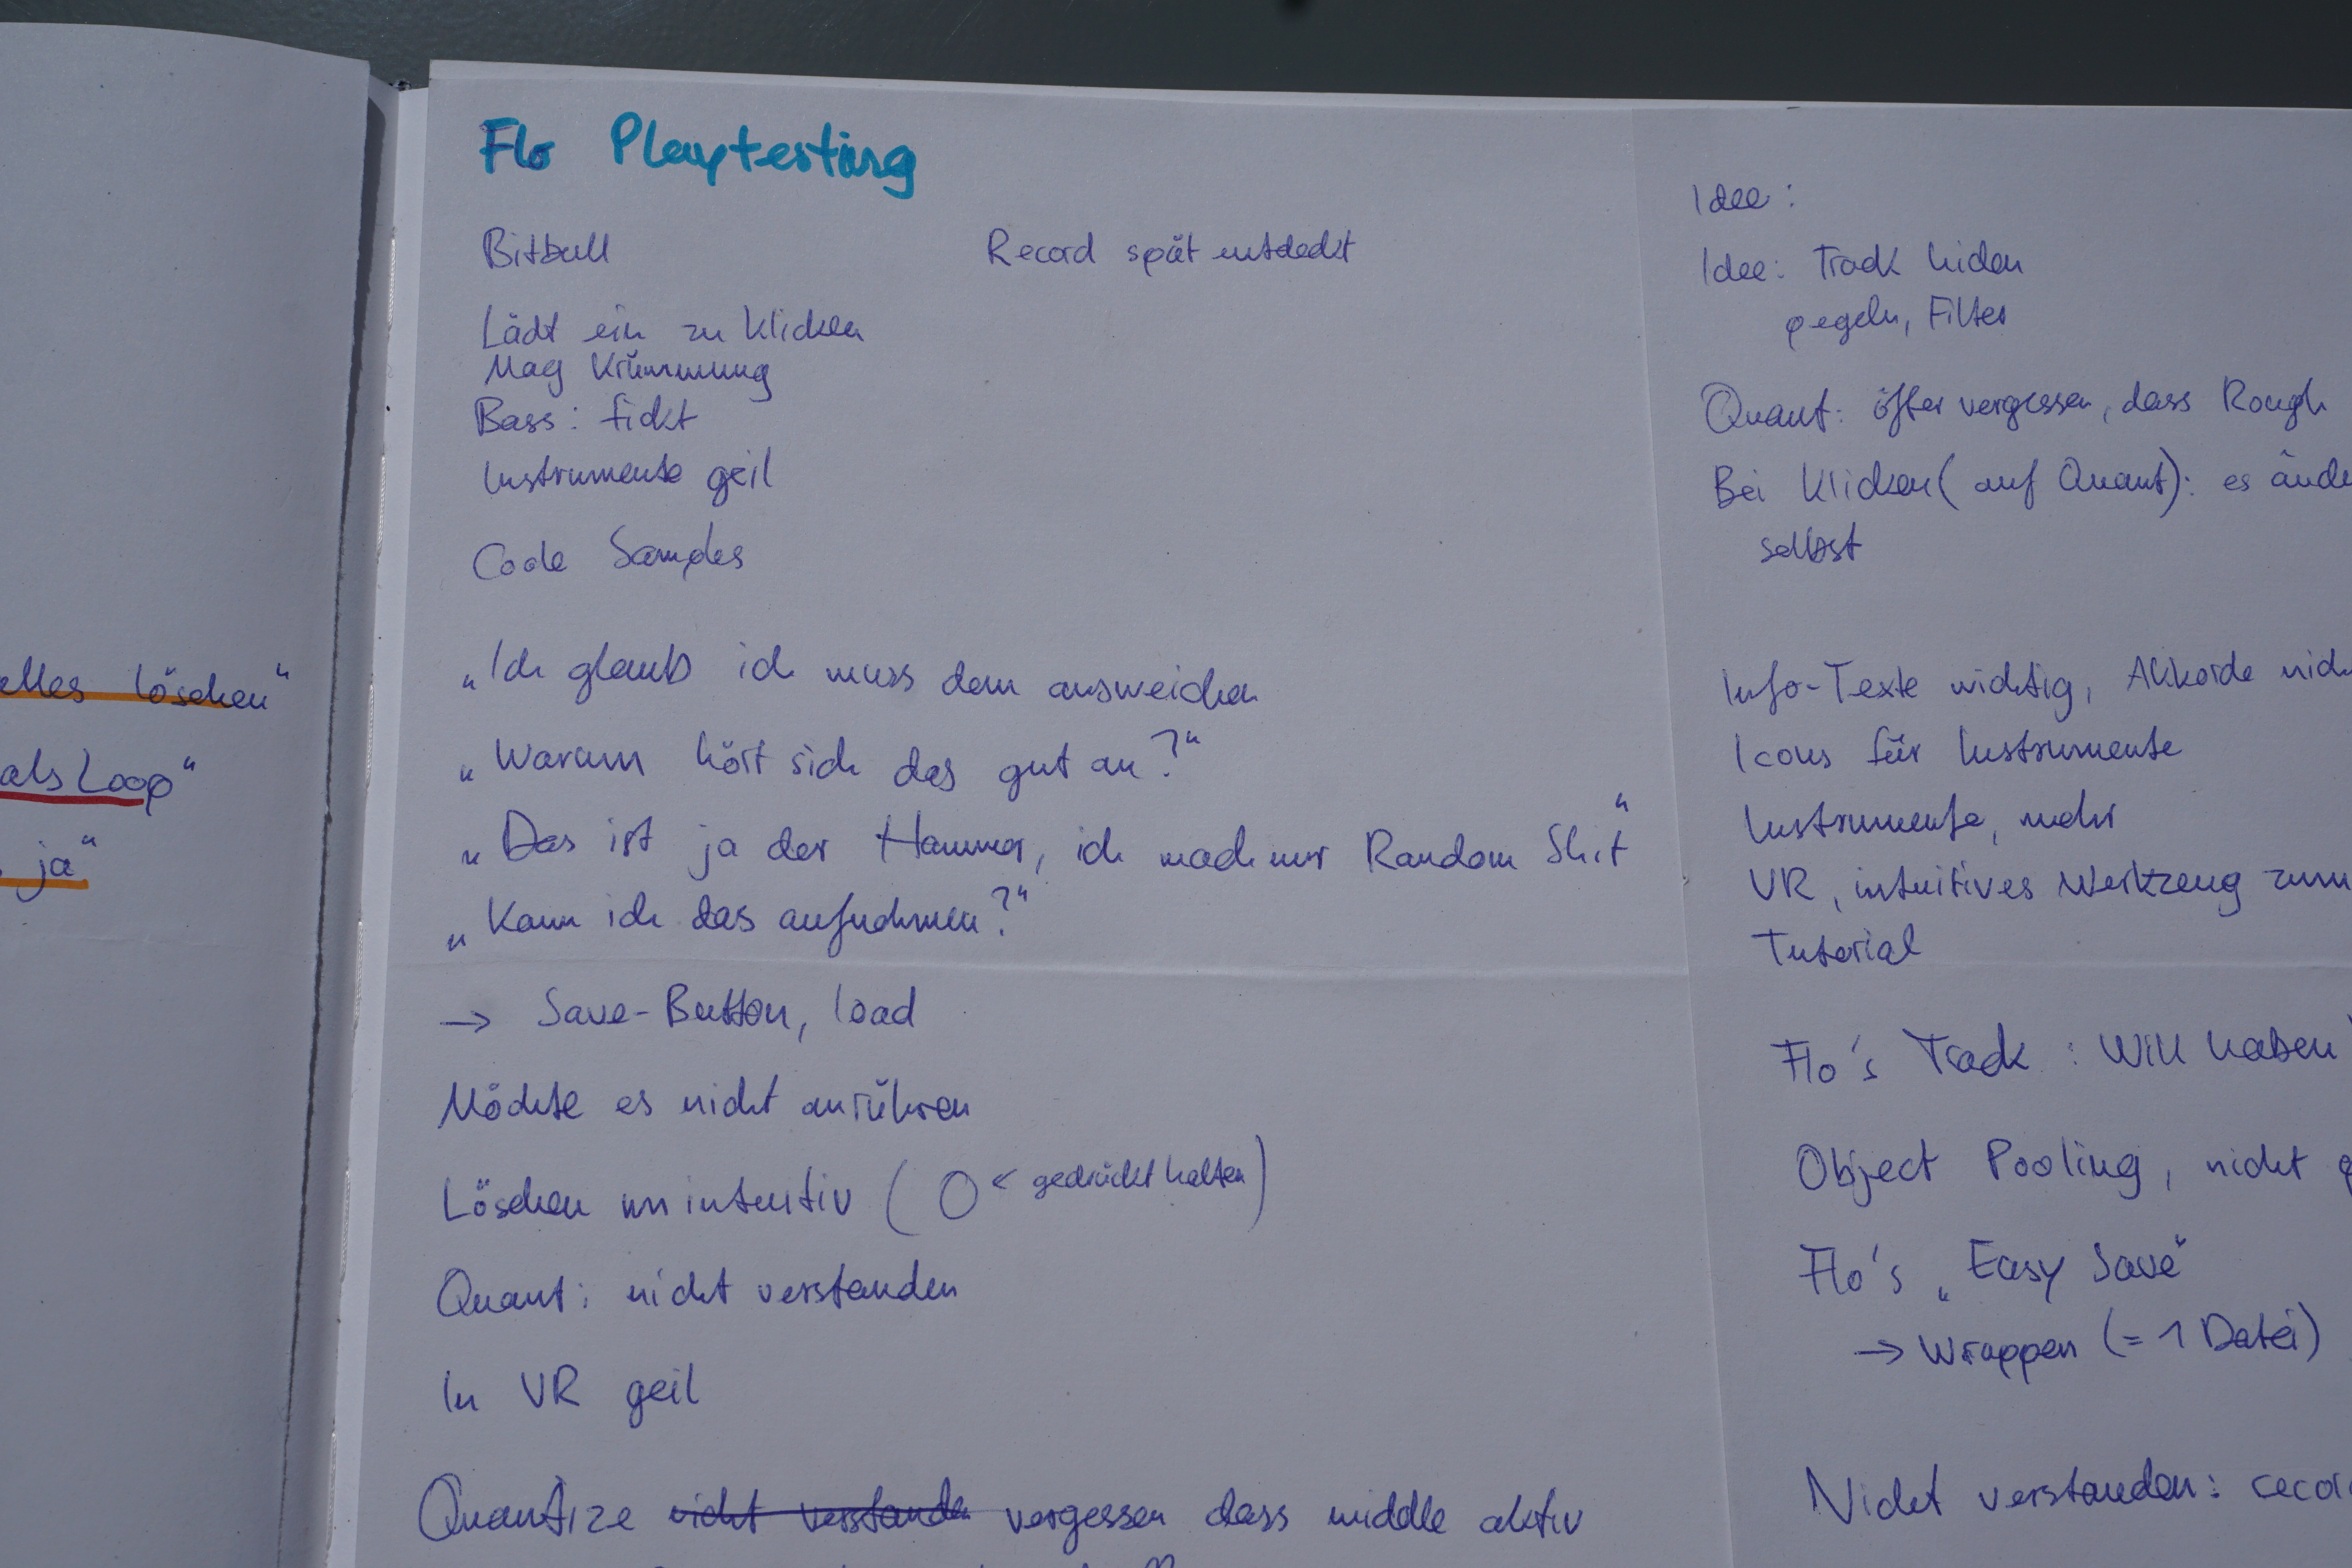 alles löschen"
als Loop"
ja"
Flo Playtesting
Bitbull
Record spät entdeckt
Lädt ein zu klicken
Mag Krümmung
Bass: fickt
Instrumente geil
Code Samples
„Ich glaub ich muss dem ausweichen
„Warum hört sich das gut an?"
„Das ist ja der Hammer, ich mach nur Random Shit"
„Kann ich das aufnehmen?"
→ Save-Button, load
Möchte es nicht anrühren
Löschen unintuitiv ( O < gedrückt halten)
Quant: nicht verstanden
In VR geil
Quantize nicht verstanden vergessen dass middle aktiv
Idee:
Idee: Track hiden
pegeln, Filter
Quant: öfter vergessen, dass Rough
Bei Klicken (auf Quant): es ände
selbst
Info-Texte wichtig, Akkorde nich
Icons für Instrumente
Instrumente, mehr
VR, intuitives Werkzeug zum
Tutorial
Flo's Track: Will haben
Object Pooling, nicht
Flo's „Easy Save"
→ Wrappen (= 1 Datei)
Nicht verstanden: recor